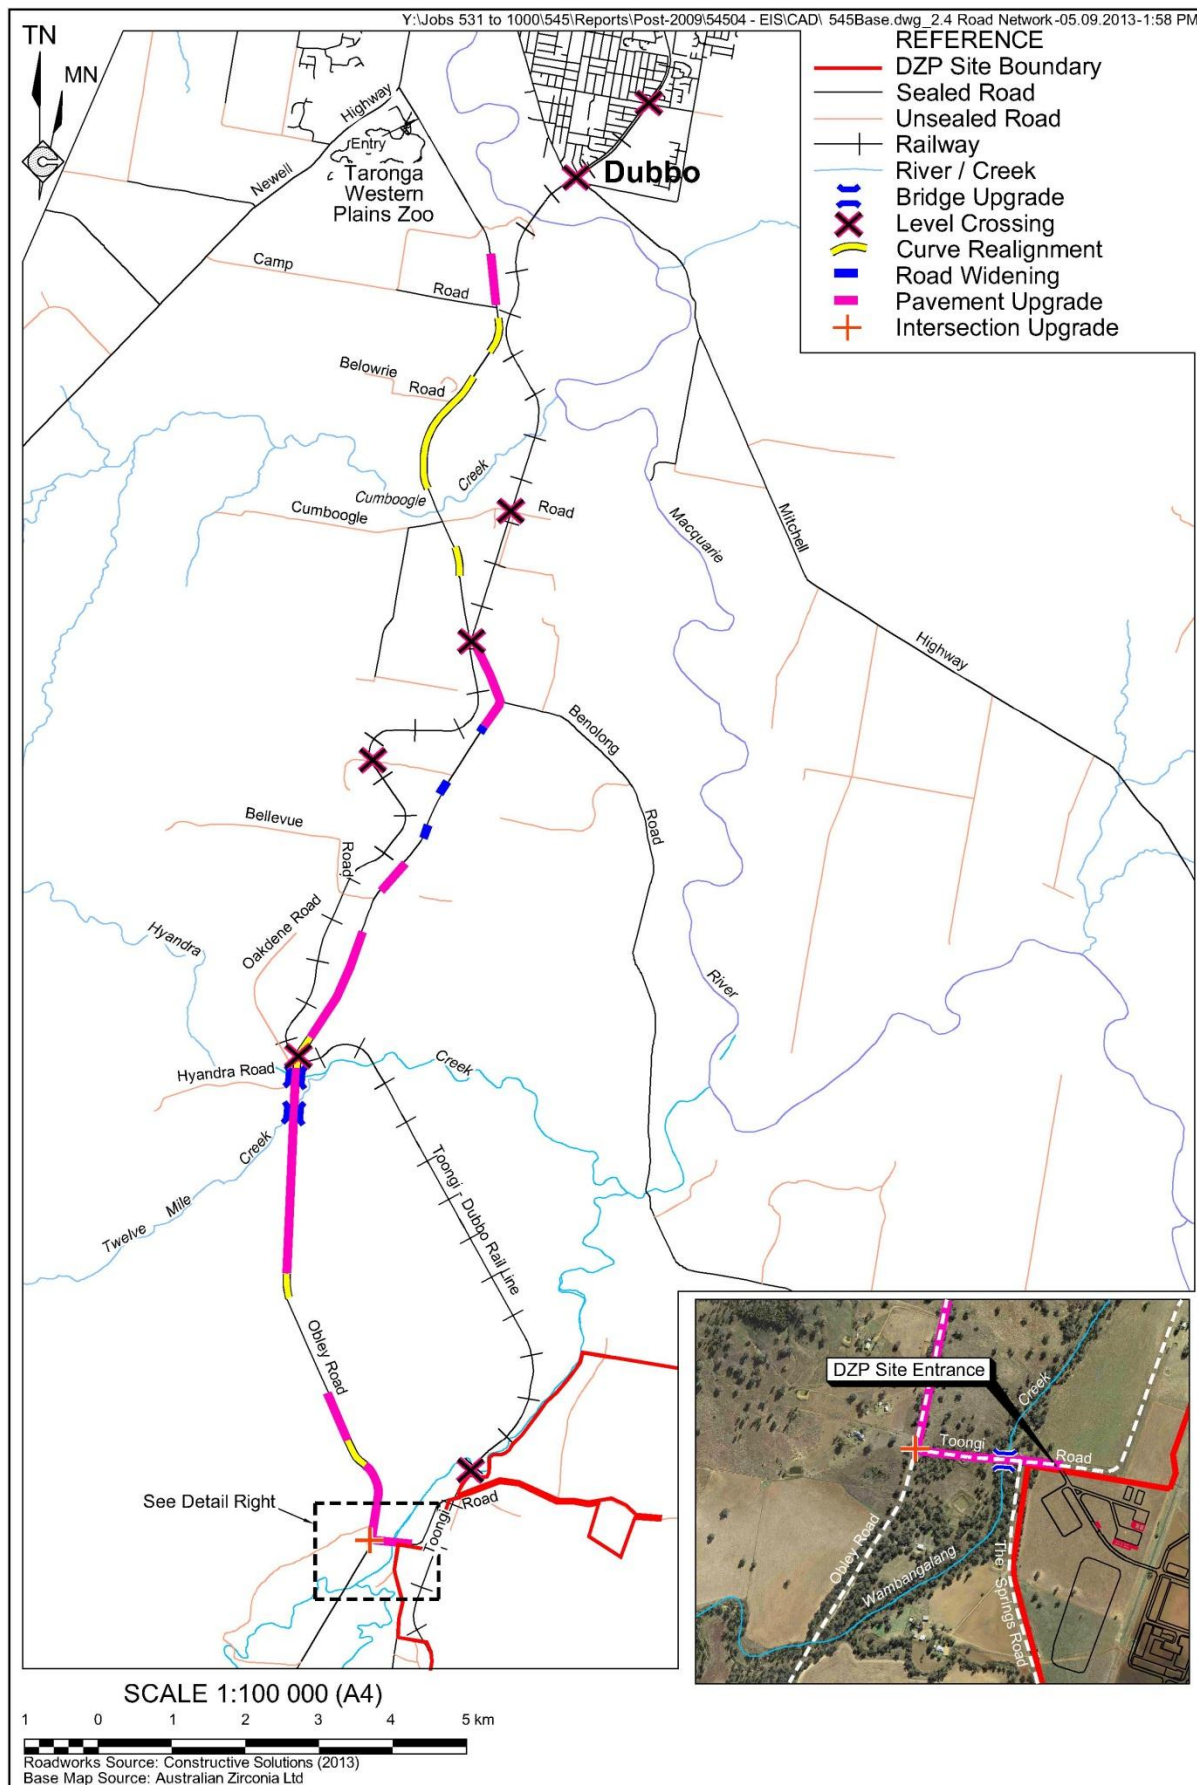 Y:\Jobs 531 to 1000\545\Reports\Post-2009\54504 - EIS\CAD\ 545Base.dwg_2.4 Road Network-05.09.2013-1:58 PM
TN
MN
REFERENCE
DZP Site Boundary
Sealed Road
Unsealed Road
Railway
River / Creek
Bridge Upgrade
Level Crossing
Curve Realignment
Road Widening
Pavement Upgrade
Intersection Upgrade
Newell
Highway
Entry
Taronga
Western
Plains Zoo
Dubbo
Camp
Road
Belowrie
Road
Cumboogle
Creek
Cumboogle
Road
Macquarie
River
Mitchell
Highway
Benolong
Road
Bellevue
Road
Oakdene Road
Hyandra
Creek
Hyandra Road
Twelve Mile Creek
Toongi - Dubbo Rail Line
Obley Road
See Detail Right
Toongi Road
DZP Site Entrance
Creek
Toongi
Road
Obley Road
Wambangalang
The Springs Road
SCALE 1:100 000 (A4)
1 0 1 2 3 4 5 km
Roadworks Source: Constructive Solutions (2013)
Base Map Source: Australian Zirconia Ltd